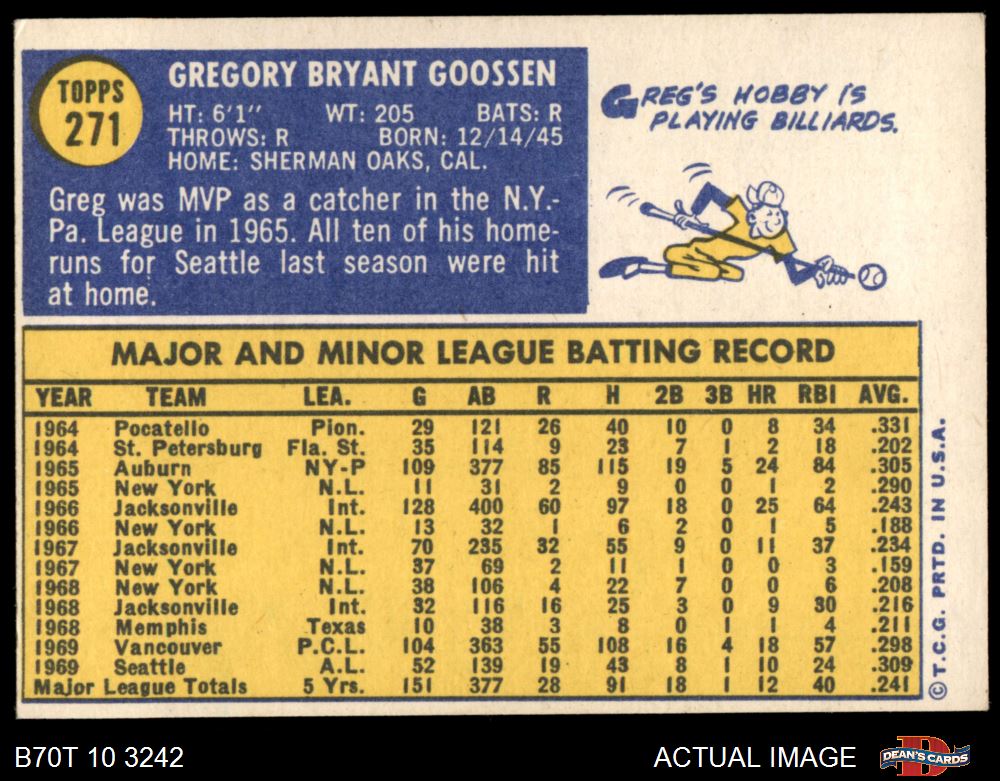 TOPPS
271
GREGORY BRYANT GOOSSEN
HT: 6'1" WT: 205 BATS: R
THROWS: R BORN: 12/14/45
HOME: SHERMAN OAKS, CAL.
Greg was MVP as a catcher in the N.Y.-
Pa. League in 1965. All ten of his home-
runs for Seattle last season were hit
at home.
GREG'S HOBBY IS
PLAYING BILLIARDS.
MAJOR AND MINOR LEAGUE BATTING RECORD
YEAR TEAM LEA. G AB R H 2B 3B HR RBI AVG.
1964 Pocatello Pion. 29 121 26 40 10 0 8 34 .331
1964 St. Petersburg Fla. St. 35 114 9 23 7 1 2 18 .202
1965 Auburn NY-P 109 377 85 115 19 5 24 84 .305
1965 New York N.L. 11 31 2 9 0 0 1 2 .290
1966 Jacksonville Int. 128 400 60 97 18 0 25 64 .243
1966 New York N.L. 13 32 1 6 2 0 1 5 .188
1967 Jacksonville Int. 70 235 32 55 9 0 11 37 .234
1967 New York N.L. 37 69 2 11 1 0 0 3 .159
1968 New York N.L. 38 106 4 22 7 0 0 6 .208
1968 Jacksonville Int. 32 116 16 25 3 0 9 30 .216
1968 Memphis Texas 10 38 3 8 0 1 1 4 .211
1969 Vancouver P.C.L. 104 363 55 108 16 4 18 57 .298
1969 Seattle A.L. 52 139 19 43 8 1 10 24 .309
Major League Totals 5 Yrs. 151 377 28 91 18 1 12 40 .241
© T.C.G. PRTD. IN U.S.A.
B70T 10 3242
ACTUAL IMAGE
DEAN'S CARDS